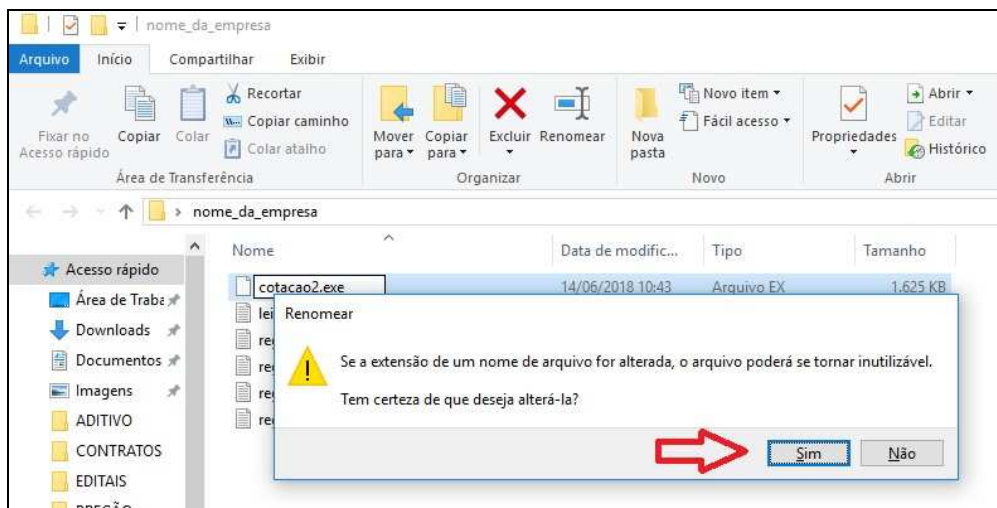 nome_da_empresa
Arquivo Início Compartilhar Exibir
Fixar no
Acesso rápido
Copiar
Colar
Recortar
Copiar caminho
Colar atalho
Área de Transferência
Mover
para
Copiar
para
Excluir
Renomear
Organizar
Nova
pasta
Novo item
Fácil acesso
Novo
Propriedades
Abrir
Editar
Histórico
Abrir
nome_da_empresa
Nome Data de modific... Tipo Tamanho
Acesso rápido
Área de Traba
Downloads
Documentos
Imagens
ADITIVO
CONTRATOS
EDITAIS
cotacao2.exe 14/06/2018 10:43 Arquivo EX 1.625 KB
Renomear
Se a extensão de um nome de arquivo for alterada, o arquivo poderá se tornar inutilizável.
Tem certeza de que deseja alterá-la?
Sim Não